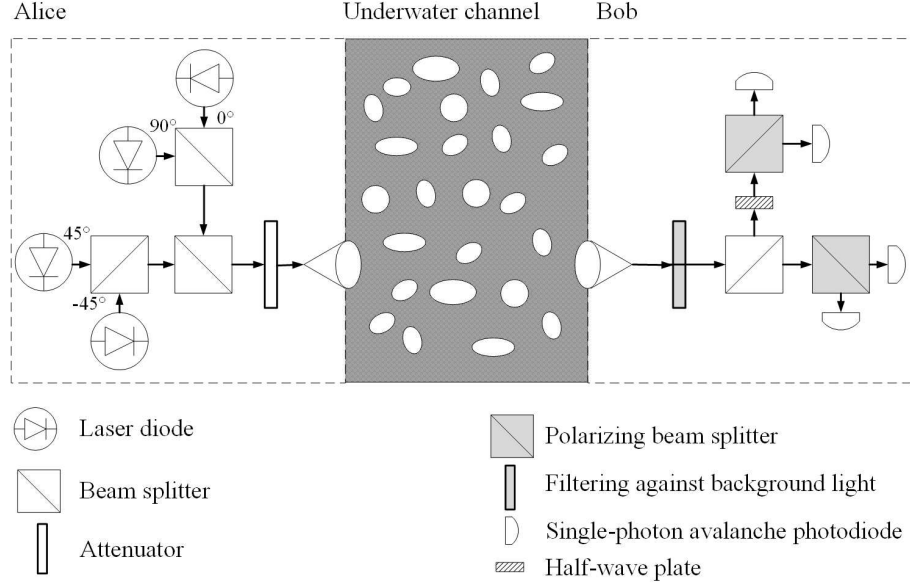 Alice
Underwater channel
Bob
0°
90°
45°
-45°
Laser diode
Beam splitter
Attenuator
Polarizing beam splitter
Filtering against background light
Single-photon avalanche photodiode
Half-wave plate